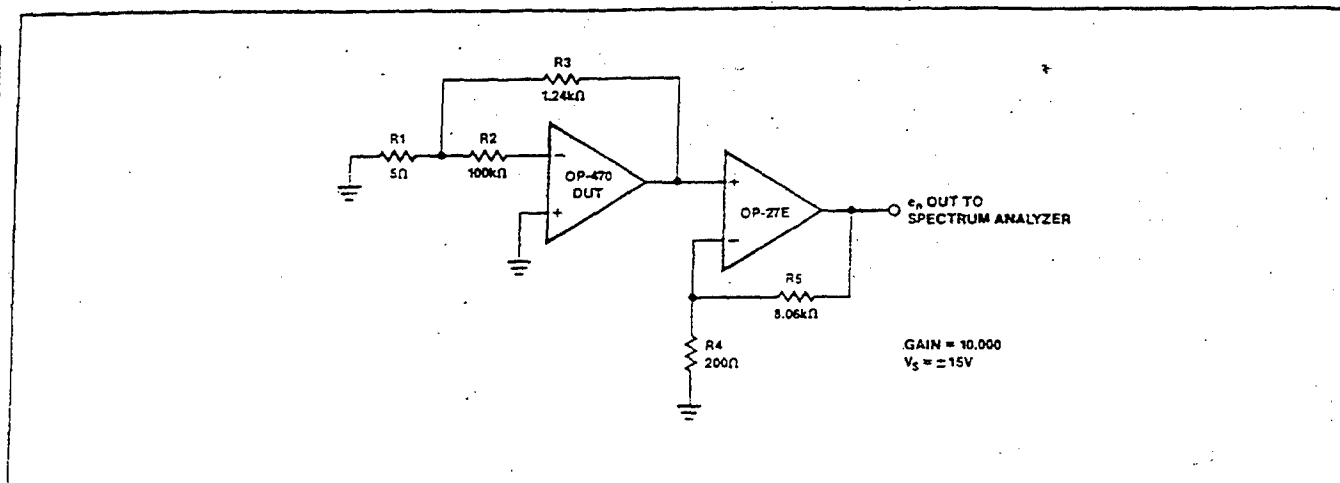 R3
1.24kΩ
R1
5Ω
R2
100kΩ
−
OP-470
DUT
+
+
OP-27E
−
eₙ OUT TO
SPECTRUM ANALYZER
R5
8.06kΩ
R4
200Ω
GAIN = 10,000
V_S = ±15V